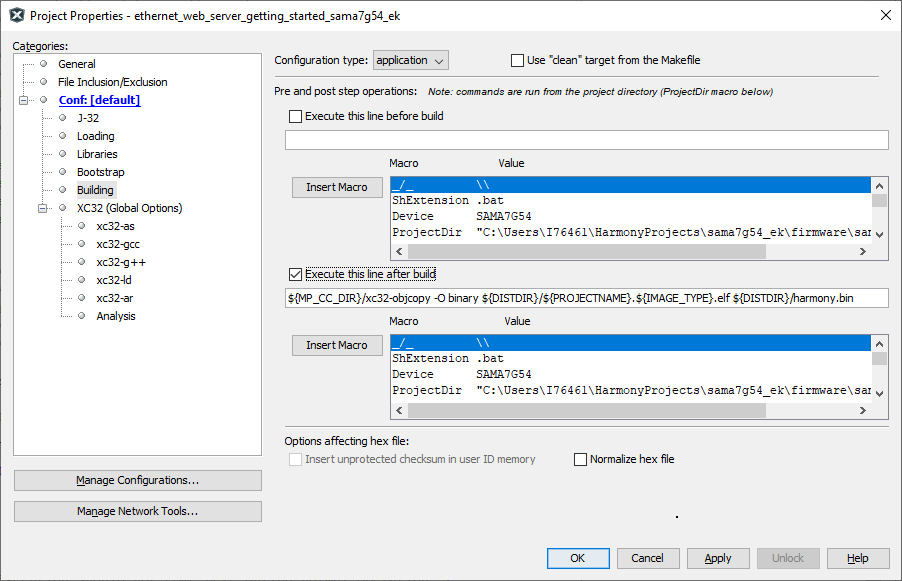 Project Properties - ethernet_web_server_getting_started_sama7g54_ek
Categories:
General
File Inclusion/Exclusion
Conf: [default]
J-32
Loading
Libraries
Bootstrap
Building
XC32 (Global Options)
xc32-as
xc32-gcc
xc32-g++
xc32-ld
xc32-ar
Analysis
Manage Configurations...
Manage Network Tools...
Configuration type: application Use "clean" target from the Makefile
Pre and post step operations: Note: commands are run from the project directory (ProjectDir macro below)
Execute this line before build
Macro Value
Insert Macro
_/_ \\
ShExtension .bat
Device SAMA7G54
ProjectDir "C:\Users\I76461\HarmonyProjects\sama7g54_ek\firmware\sam
Execute this line after build
${MP_CC_DIR}/xc32-objcopy -O binary ${DISTDIR}/${PROJECTNAME}.${IMAGE_TYPE}.elf ${DISTDIR}/harmony.bin
Macro Value
Insert Macro
_/_ \\
ShExtension .bat
Device SAMA7G54
ProjectDir "C:\Users\I76461\HarmonyProjects\sama7g54_ek\firmware\sam
Options affecting hex file:
Insert unprotected checksum in user ID memory Normalize hex file
.
OK Cancel Apply Unlock Help